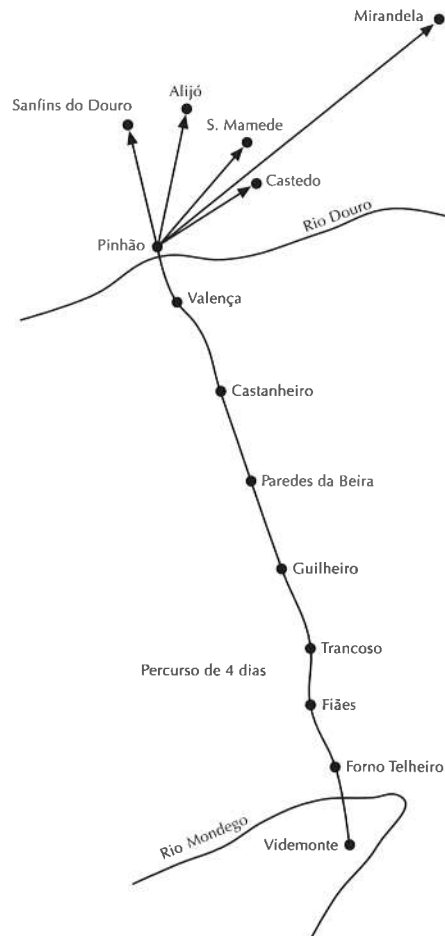 Mirandela
Alijó
Sanfins do Douro
S. Mamede
Castedo
Rio Douro
Pinhão
Valença
Castanheiro
Paredes da Beira
Guilheiro
Trancoso
Percurso de 4 dias
Fiães
Forno Telheiro
Rio Mondego
Videmonte